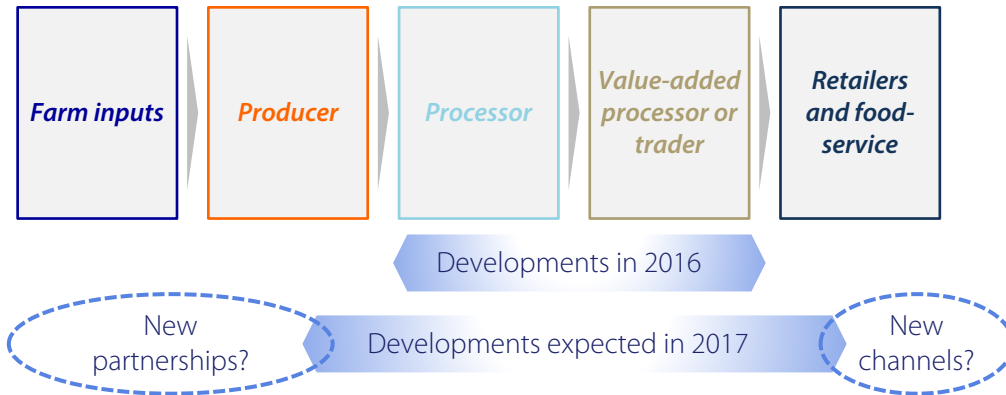 Farm inputs
Producer
Processor
Value-added
processor or
trader
Retailers
and food-
service
Developments in 2016
New
partnerships?
Developments expected in 2017
New
channels?